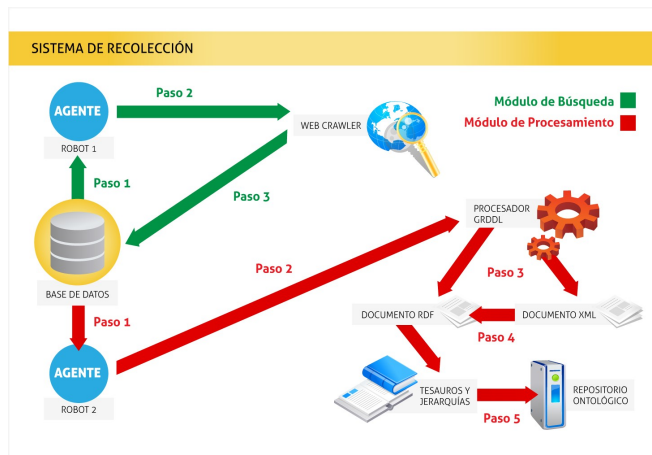 SISTEMA DE RECOLECCIÓN
Paso 2
AGENTE
ROBOT 1
WEB CRAWLER
Módulo de Búsqueda
Módulo de Procesamiento
Paso 1
Paso 3
PROCESADOR
GRDDL
Paso 2
Paso 3
BASE DE DATOS
Paso 1
DOCUMENTO RDF
DOCUMENTO XML
Paso 4
AGENTE
ROBOT 2
TESAUROS Y
JERARQUÍAS
REPOSITORIO
ONTOLÓGICO
Paso 5